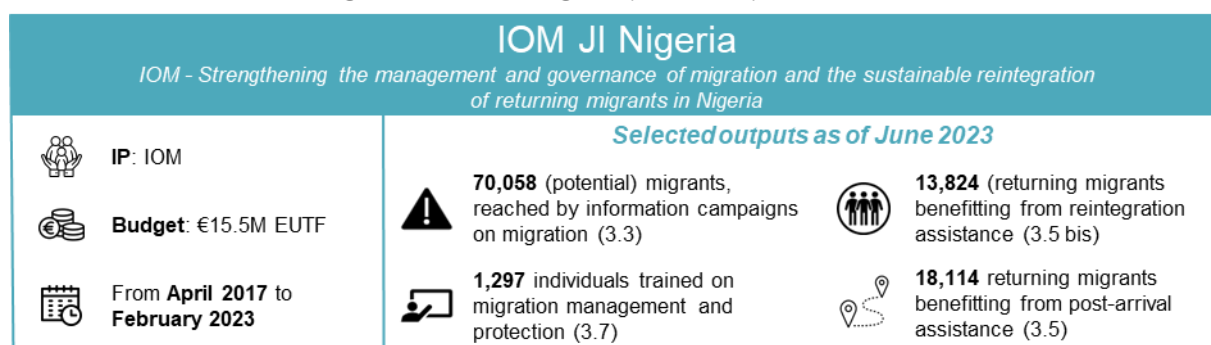 IOM JI Nigeria
IOM - Strengthening the management and governance of migration and the sustainable reintegration
of returning migrants in Nigeria
IP: IOM
Budget: €15.5M EUTF
From April 2017 to
February 2023
Selected outputs as of June 2023
70,058 (potential) migrants,
reached by information campaigns
on migration (3.3)
13,824 (returning migrants
benefitting from reintegration
assistance (3.5 bis)
1,297 individuals trained on
migration management and
protection (3.7)
18,114 returning migrants
benefitting from post-arrival
assistance (3.5)